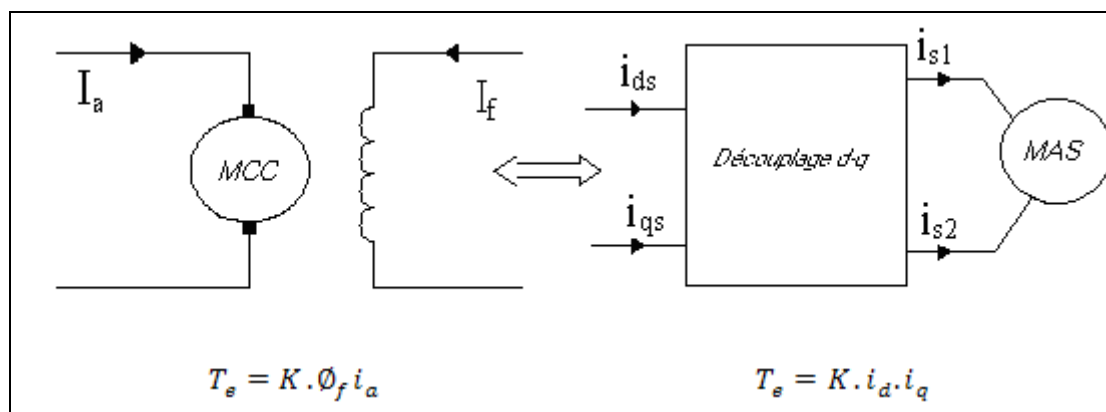 I_a
I_f
MCC
i_ds
i_qs
Découplage d-q
i_s1
i_s2
MAS
T_e = K . Ø_f i_a
T_e = K . i_d . i_q